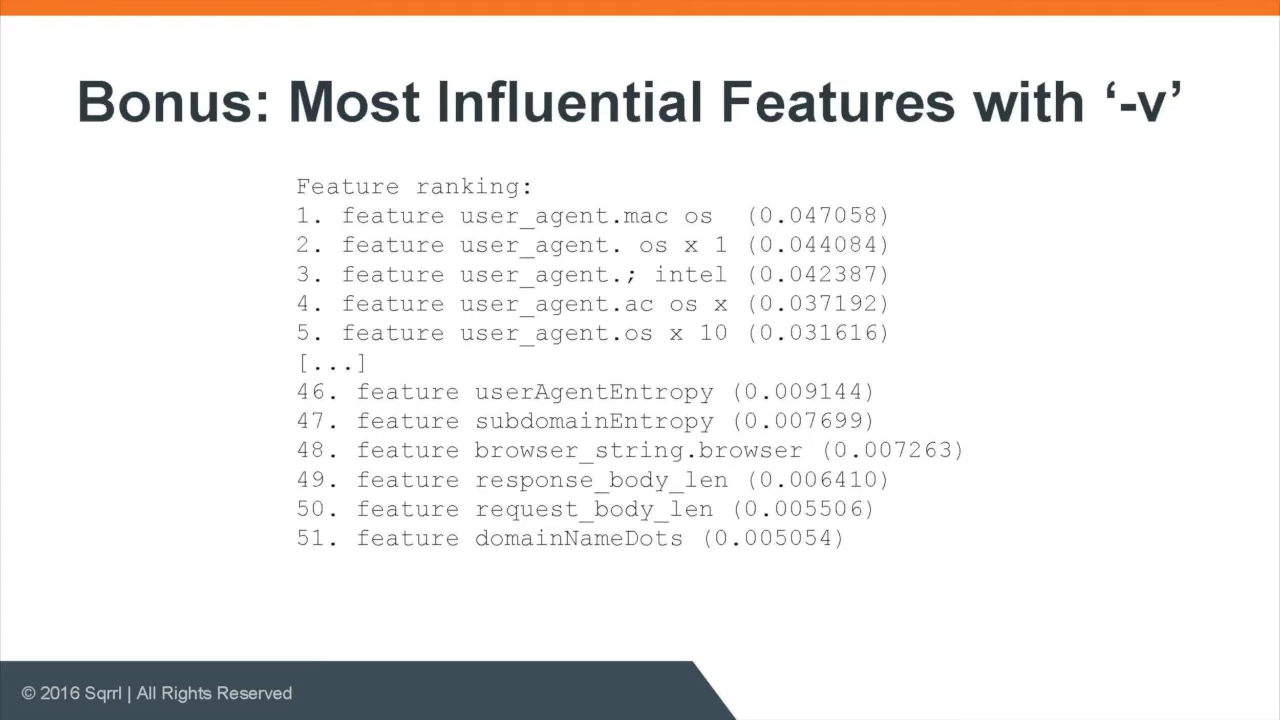 Bonus: Most Influential Features with ‘-v’
Feature ranking:
1. feature user_agent.mac os  (0.047058)
2. feature user_agent. os x 1 (0.044084)
3. feature user_agent.; intel (0.042387)
4. feature user_agent.ac os x (0.037192)
5. feature user_agent.os x 10 (0.031616)
[...]
46. feature userAgentEntropy (0.009144)
47. feature subdomainEntropy (0.007699)
48. feature browser_string.browser (0.007263)
49. feature response_body_len (0.006410)
50. feature request_body_len (0.005506)
51. feature domainNameDots (0.005054)
© 2016 Sqrrl | All Rights Reserved